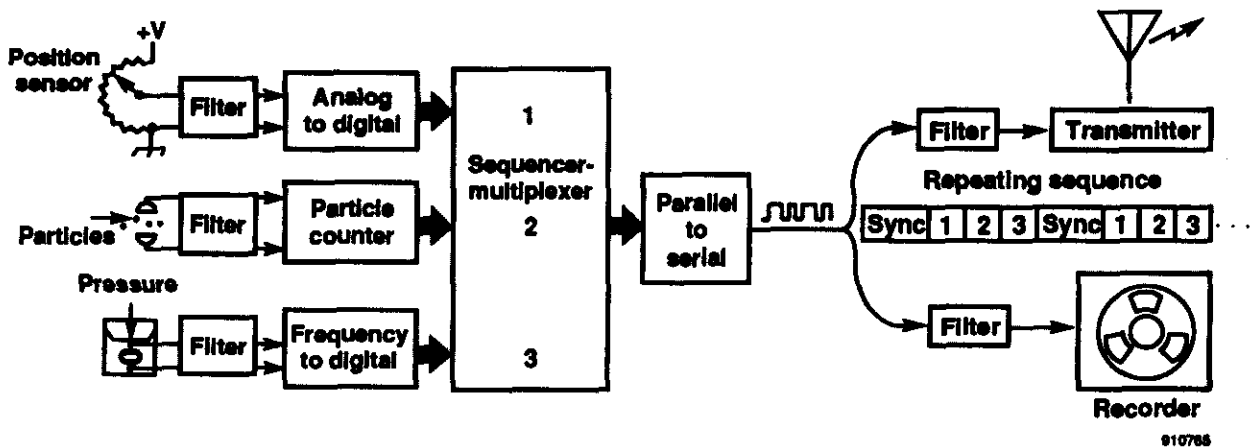 +V
Position
sensor
Filter
Analog
to digital
1
Sequencer-
multiplexer
Particles
Filter
Particle
counter
2
Pressure
Filter
Frequency
to digital
3
Parallel
to
serial
Filter
Transmitter
Repeating sequence
Sync 1 2 3 Sync 1 2 3 . . .
Filter
Recorder
910765